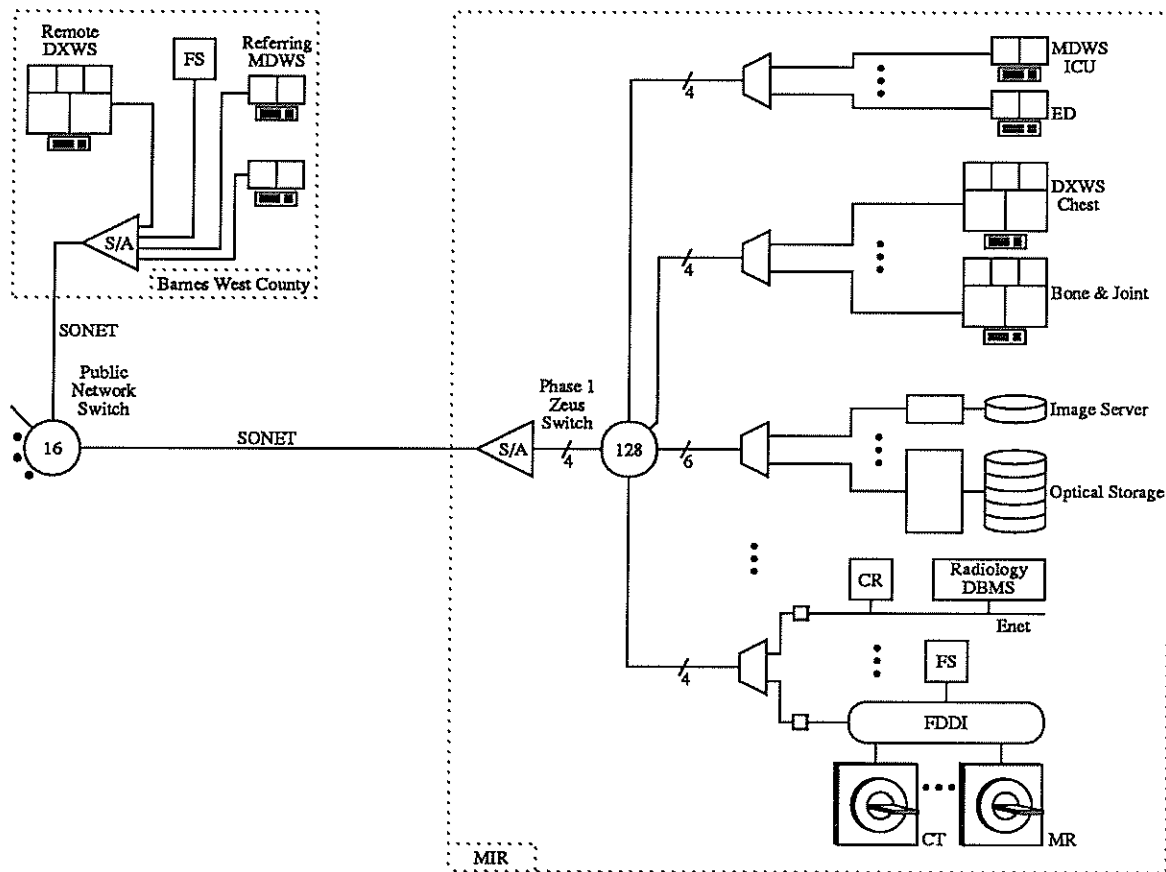 Remote
DXWS
FS
Referring
MDWS
S/A
Barnes West County
SONET
Public
Network
Switch
16
SONET
S/A
4
Phase 1
Zeus
Switch
128
4
MDWS
ICU
ED
4
DXWS
Chest
Bone & Joint
6
Image Server
Optical Storage
4
CR
Radiology
DBMS
Enet
FS
FDDI
CT
MR
MIR